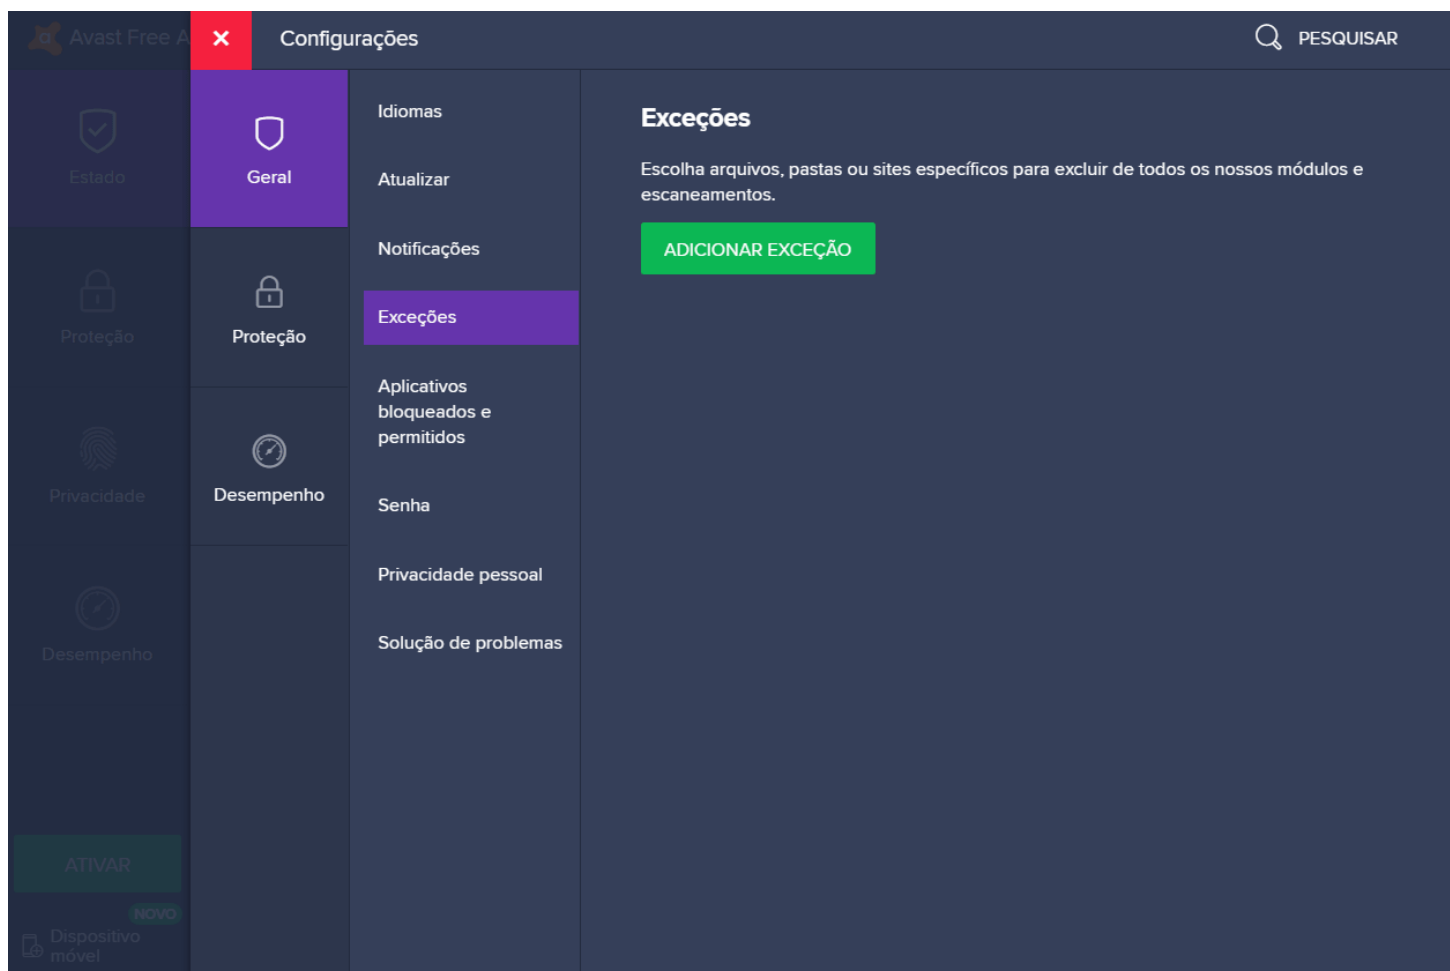 Avast Free A
Configurações
PESQUISAR
Estado
Proteção
Privacidade
Desempenho
ATIVAR
NOVO
Dispositivo
móvel
Geral
Proteção
Desempenho
Idiomas
Atualizar
Notificações
Exceções
Aplicativos
bloqueados e
permitidos
Senha
Privacidade pessoal
Solução de problemas
Exceções
Escolha arquivos, pastas ou sites específicos para excluir de todos os nossos módulos e
escaneamentos.
ADICIONAR EXCEÇÃO